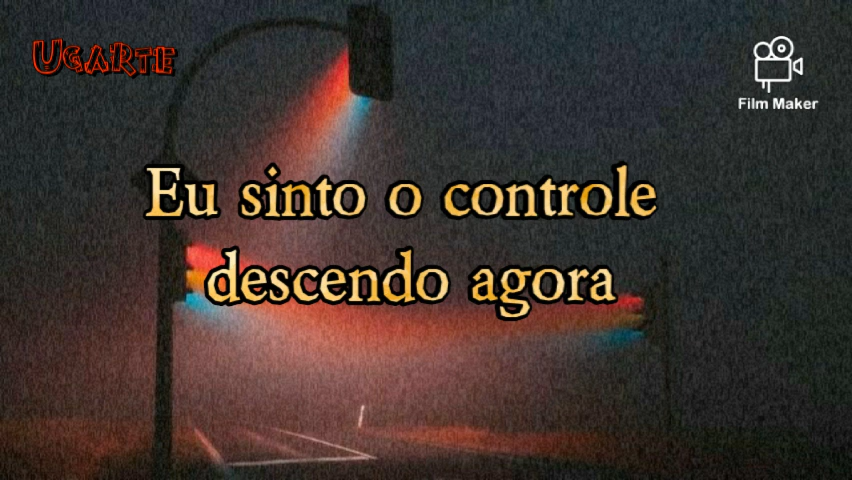 UGARTE
Film Maker
Eu sinto o controle
descendo agora